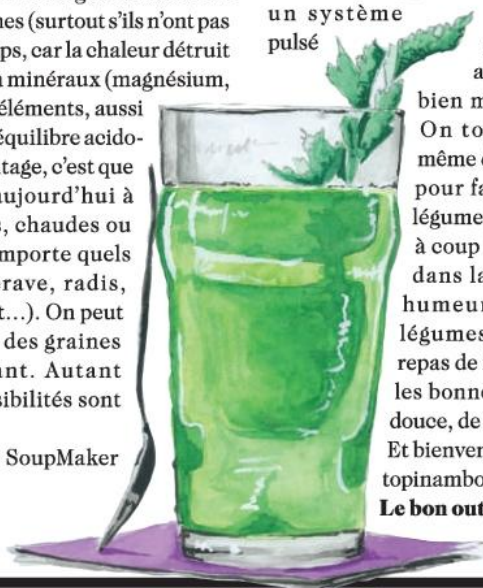 nes (surtout s'ils n'ont pas
ps, car la chaleur détruit
minéraux (magnésium,
éléments, aussi
équilibre acido-
tage, c'est que
aujourd'hui à
s, chaudes ou
importe quels
rave, radis,
t…). On peut
des graines
nt. Autant
sibilités sont
SoupMaker
un système
pulsé
a
bien m
On to
même
pour fa
légume
à coup
dans la
humeur
légumes
repas de
les bonne
douce, de
Et bienven
topinambo
Le bon out